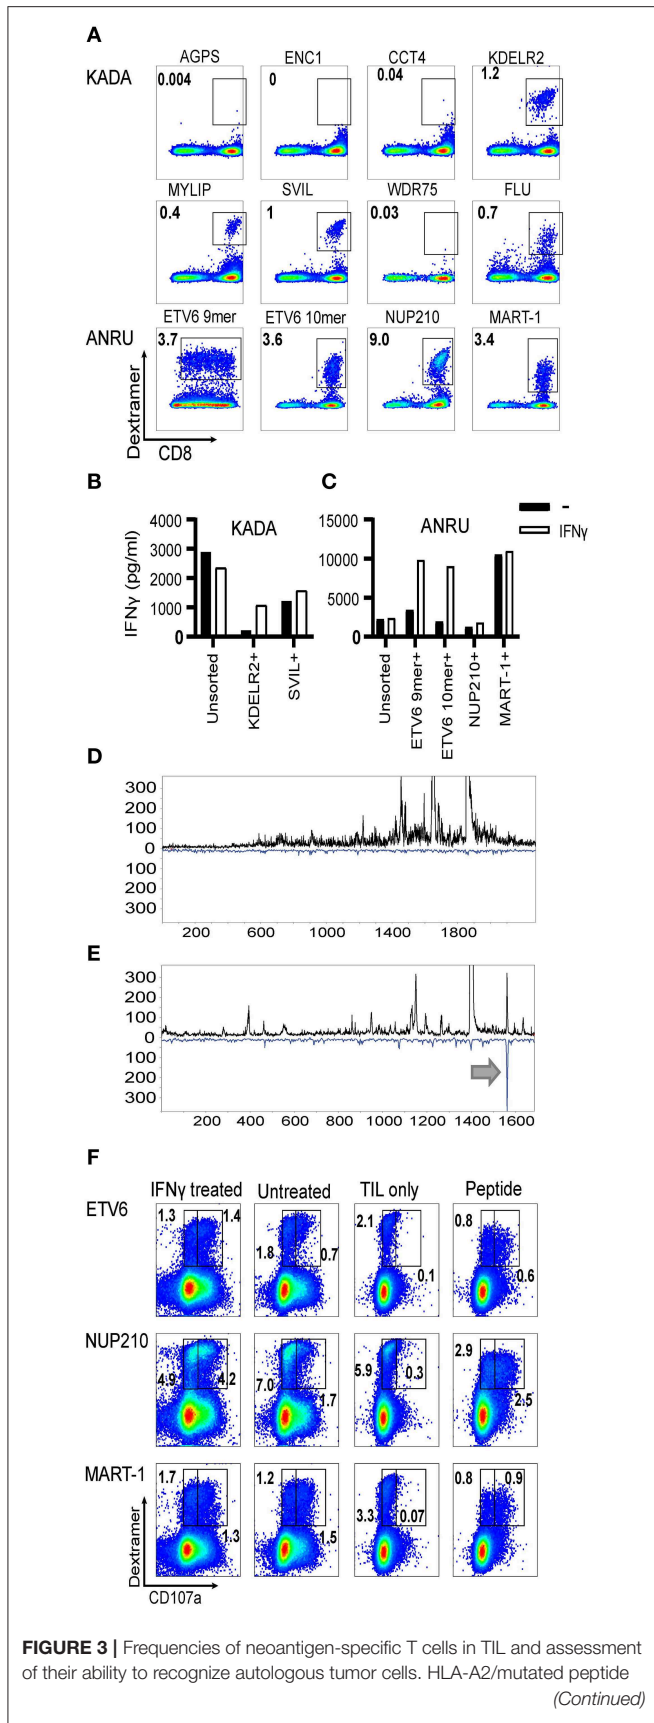 A
AGPS ENC1 CCT4 KDELR2
KADA
0.004 0 0.04 1.2
MYLIP SVIL WDR75 FLU
0.4 1 0.03 0.7
ETV6 9mer ETV6 10mer NUP210 MART-1
ANRU
3.7 3.6 9.0 3.4
Dextramer
CD8
B C
KADA ANRU
- 
IFNγ
IFNγ (pg/ml)
4000
3000
2000
1000
0
15000
10000
5000
0
Unsorted
KDELR2+
SVIL+
Unsorted
ETV6 9mer+
ETV6 10mer+
NUP210+
MART-1+
D
300
200
100
0
100
200
300
200 600 1000 1400 1800
E
300
200
100
0
100
200
300
200 400 600 800 1000 1200 1400 1600
F
IFNγ treated Untreated TIL only Peptide
ETV6
1.3 1.4 1.8 0.7 2.1 0.1 0.8 0.6
NUP210
4.9 4.2 7.0 1.7 5.9 0.3 2.9 2.5
MART-1
1.7 1.3 1.2 1.5 3.3 0.07 0.8 0.9
Dextramer
CD107a
FIGURE 3 | Frequencies of neoantigen-specific T cells in TIL and assessment
of their ability to recognize autologous tumor cells. HLA-A2/mutated peptide
(Continued)